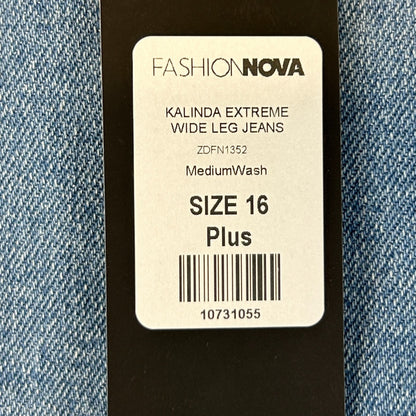 FASHIONNOVA
KALINDA EXTREME
WIDE LEG JEANS
ZDFN1352
MediumWash
SIZE 16
Plus
10731055